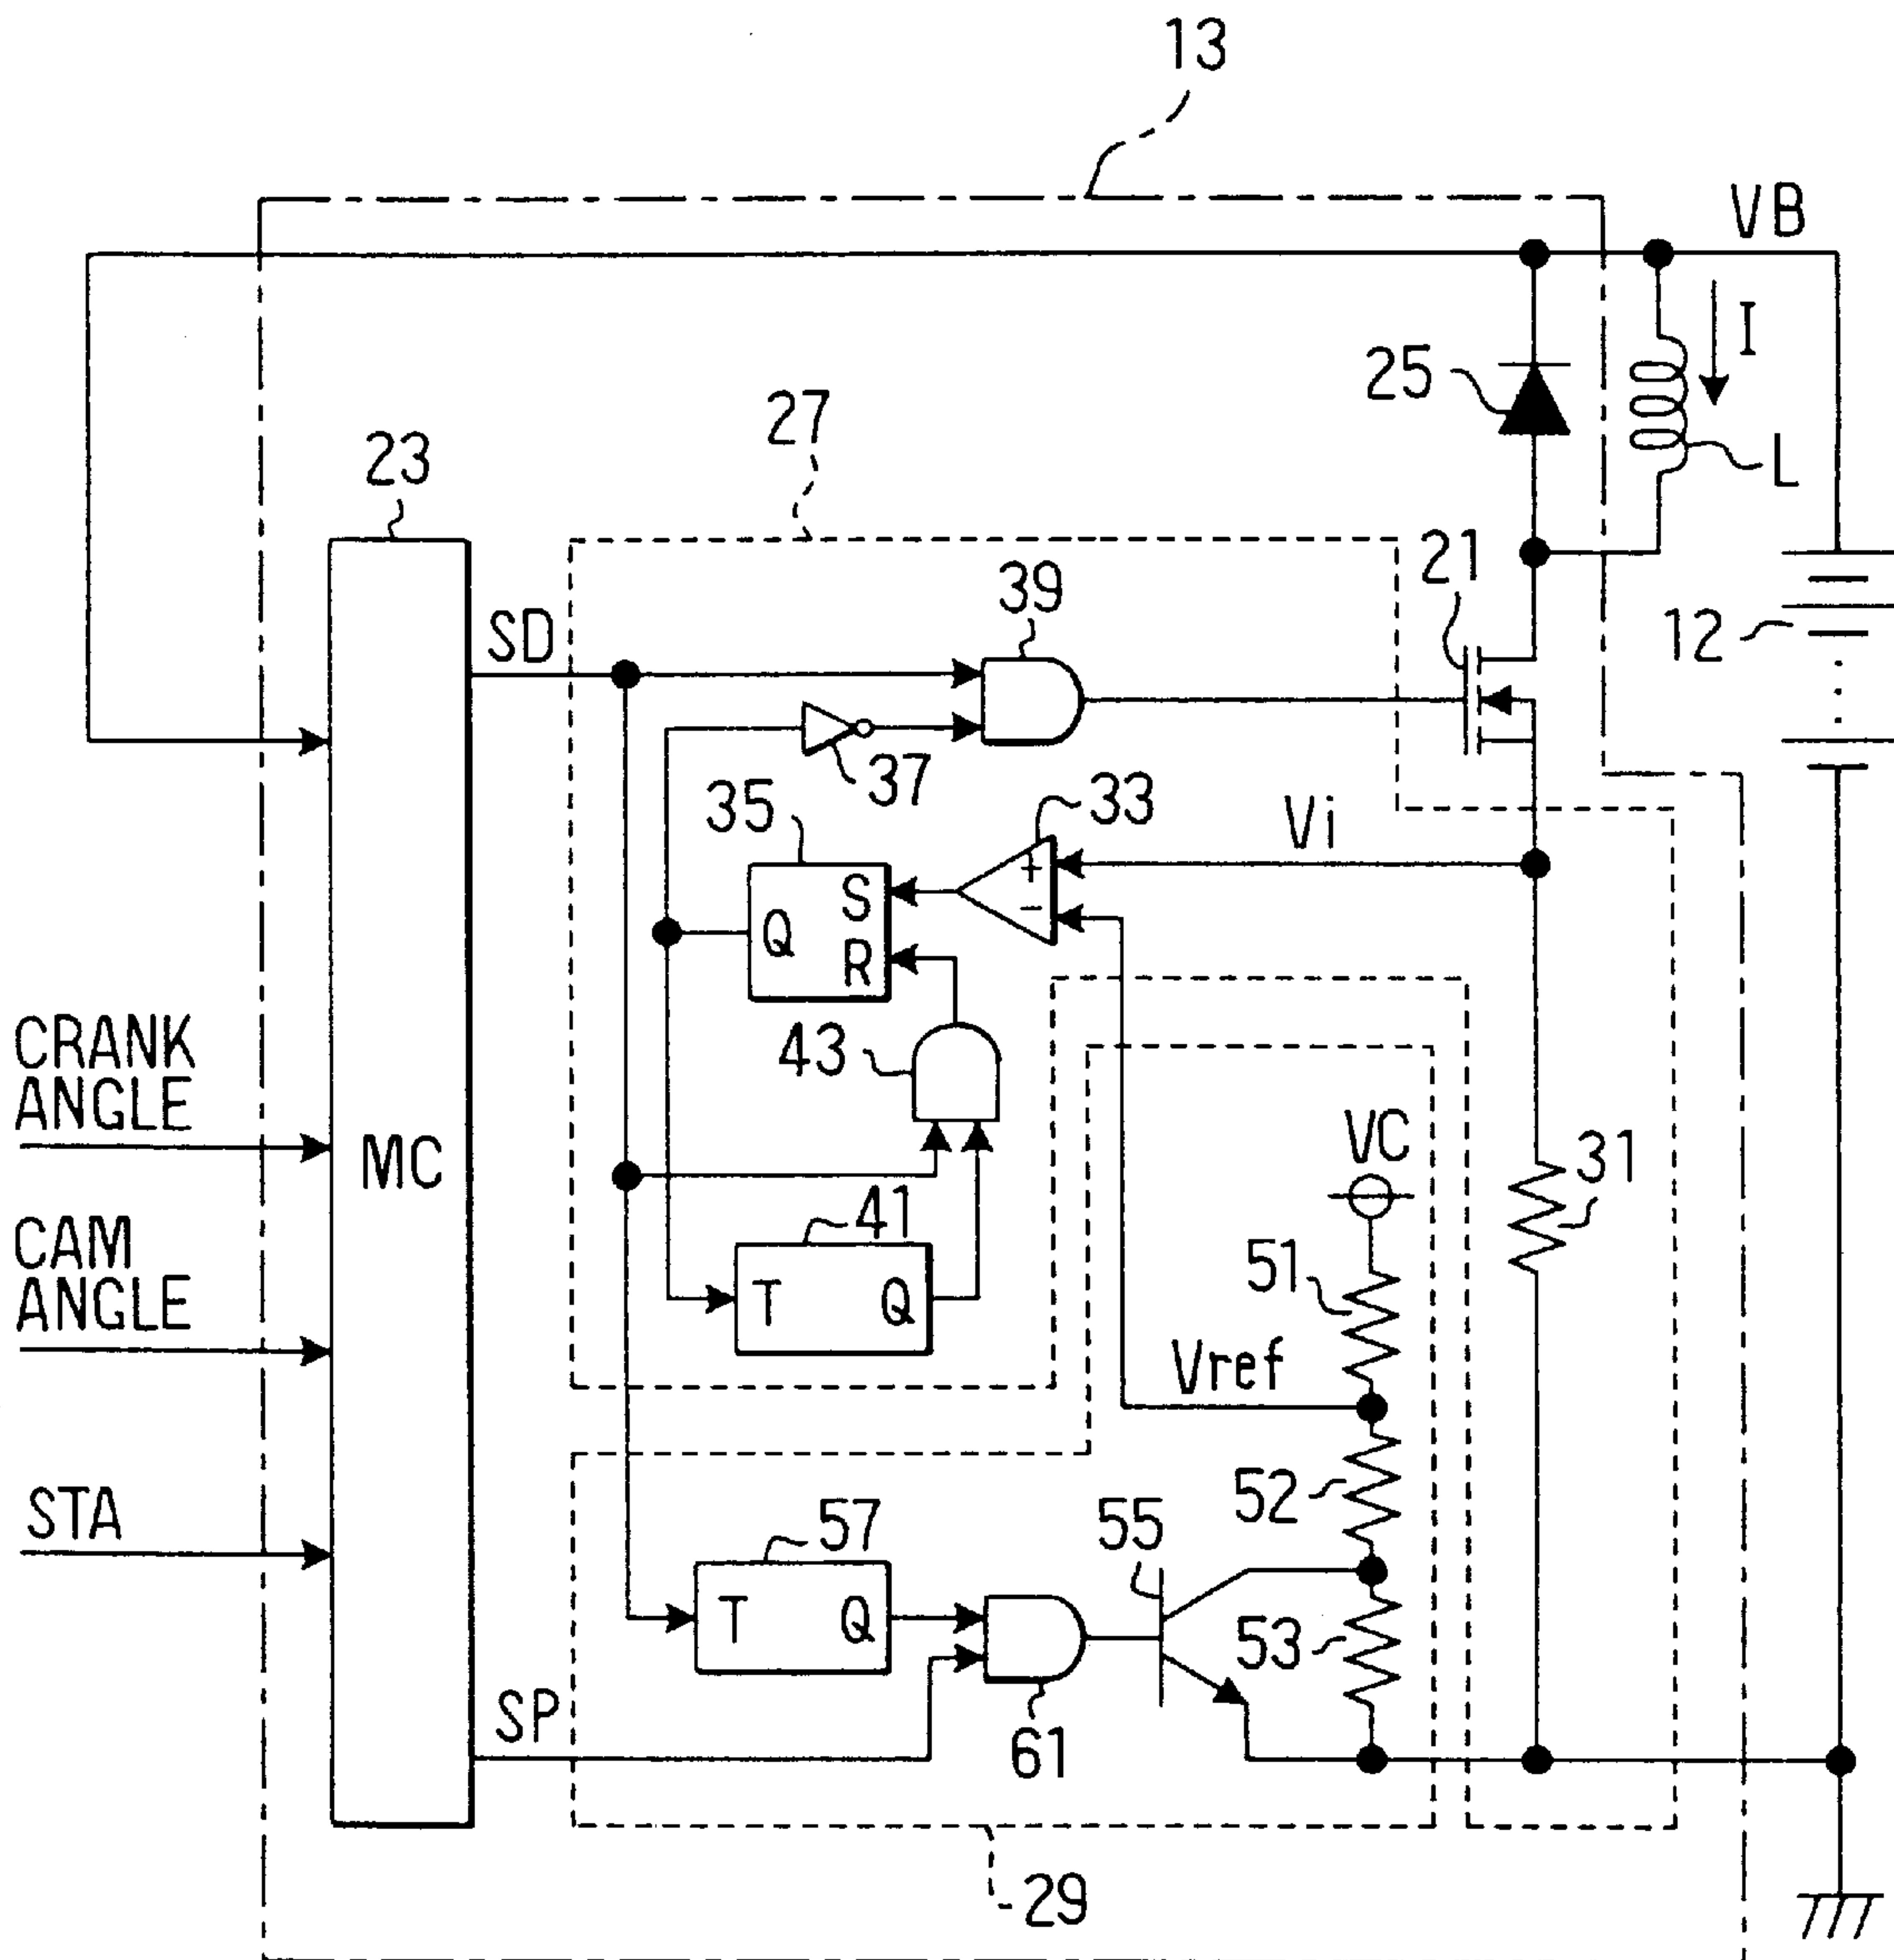 13
VB
I
25
27
L
23
21
39
12
SD
37
33
35
Vi
+
-
S
Q
R
CRANK
ANGLE
43
VC
MC
31
41
CAM
ANGLE
51
T Q
Vref
52
STA
57
55
T Q
53
SP
61
29